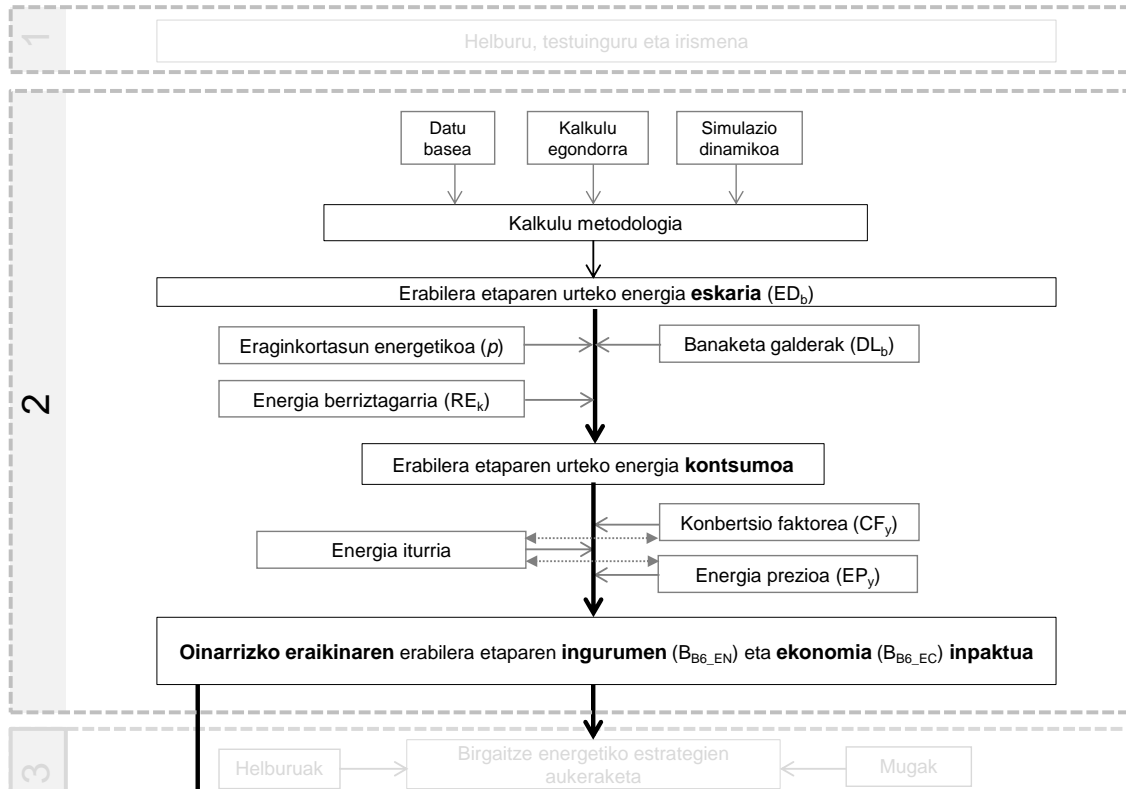 1
Helburu, testuinguru eta irismena
2
Datu
basea
Kalkulu
egondorra
Simulazio
dinamikoa
Kalkulu metodologia
Erabilera etaparen urteko energia eskaria (ED_b)
Eraginkortasun energetikoa (p)
Banaketa galderak (DL_b)
Energia berriztagarria (RE_k)
Erabilera etaparen urteko energia kontsumoa
Konbertsio faktorea (CF_y)
Energia iturria
Energia prezioa (EP_y)
Oinarrizko eraikinaren erabilera etaparen ingurumen (B_B6_EN) eta ekonomia (B_B6_EC) inpaktua
3
Helburuak
Birgaitze energetiko estrategien
aukeraketa
Mugak